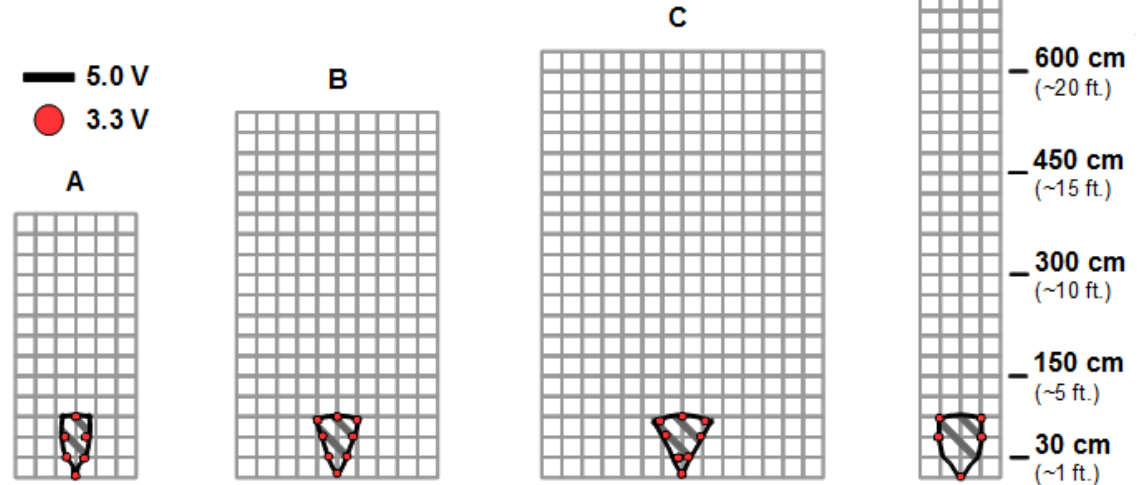 C
B
5.0 V
3.3 V
A
600 cm
(~20 ft.)
450 cm
(~15 ft.)
300 cm
(~10 ft.)
150 cm
(~5 ft.)
30 cm
(~1 ft.)